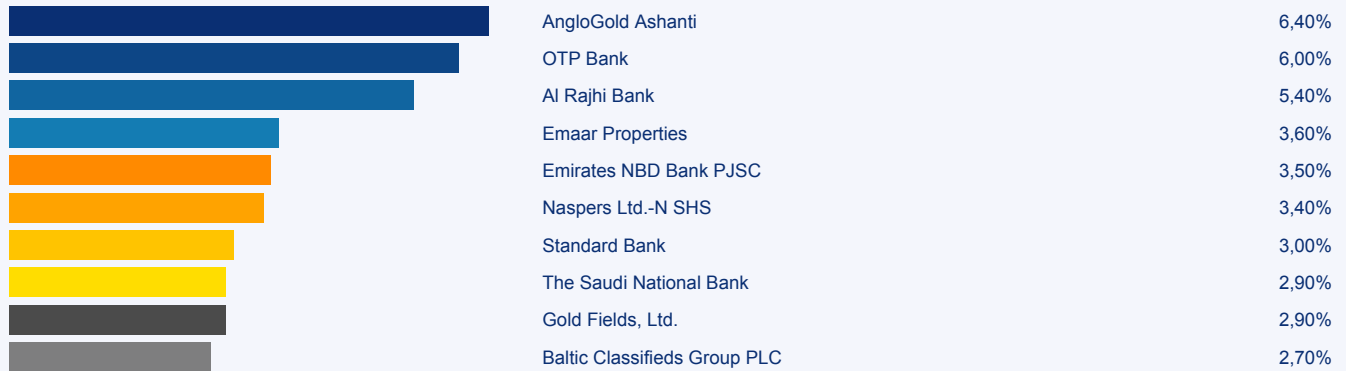 AngloGold Ashanti 6,40%
OTP Bank 6,00%
Al Rajhi Bank 5,40%
Emaar Properties 3,60%
Emirates NBD Bank PJSC 3,50%
Naspers Ltd.-N SHS 3,40%
Standard Bank 3,00%
The Saudi National Bank 2,90%
Gold Fields, Ltd. 2,90%
Baltic Classifieds Group PLC 2,70%